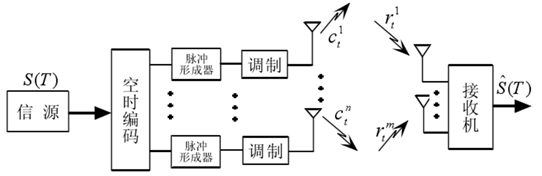 S(T)
信 源
空时编码
脉冲形成器
调制
c_t^1
r_t^1
脉冲形成器
调制
c_t^n
r_t^m
接收机
Ŝ(T)